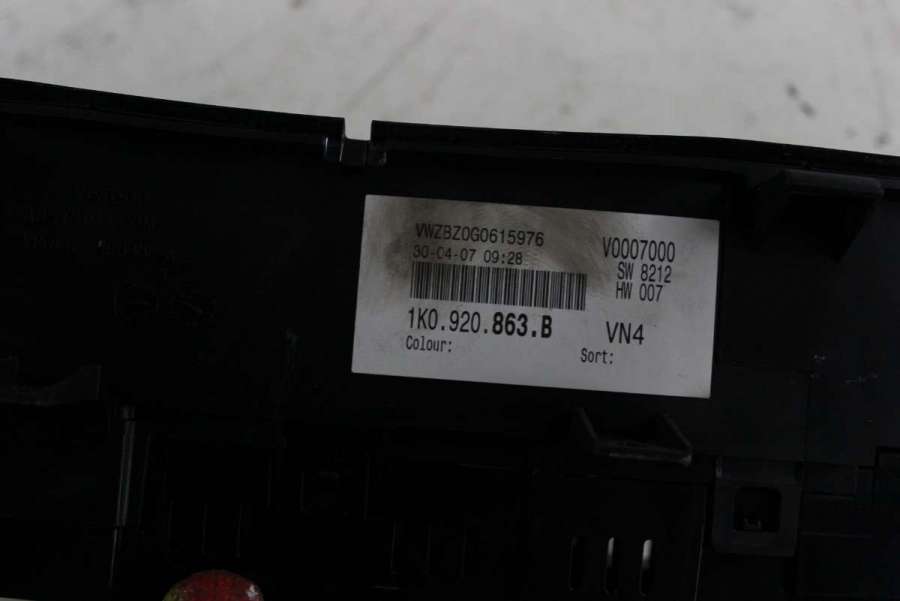 VWZBZ0G0615976
30-04-07 09:28
V0007000
SW 8212
HW 007
1K0.920.863.B
VN4
Colour:
Sort: